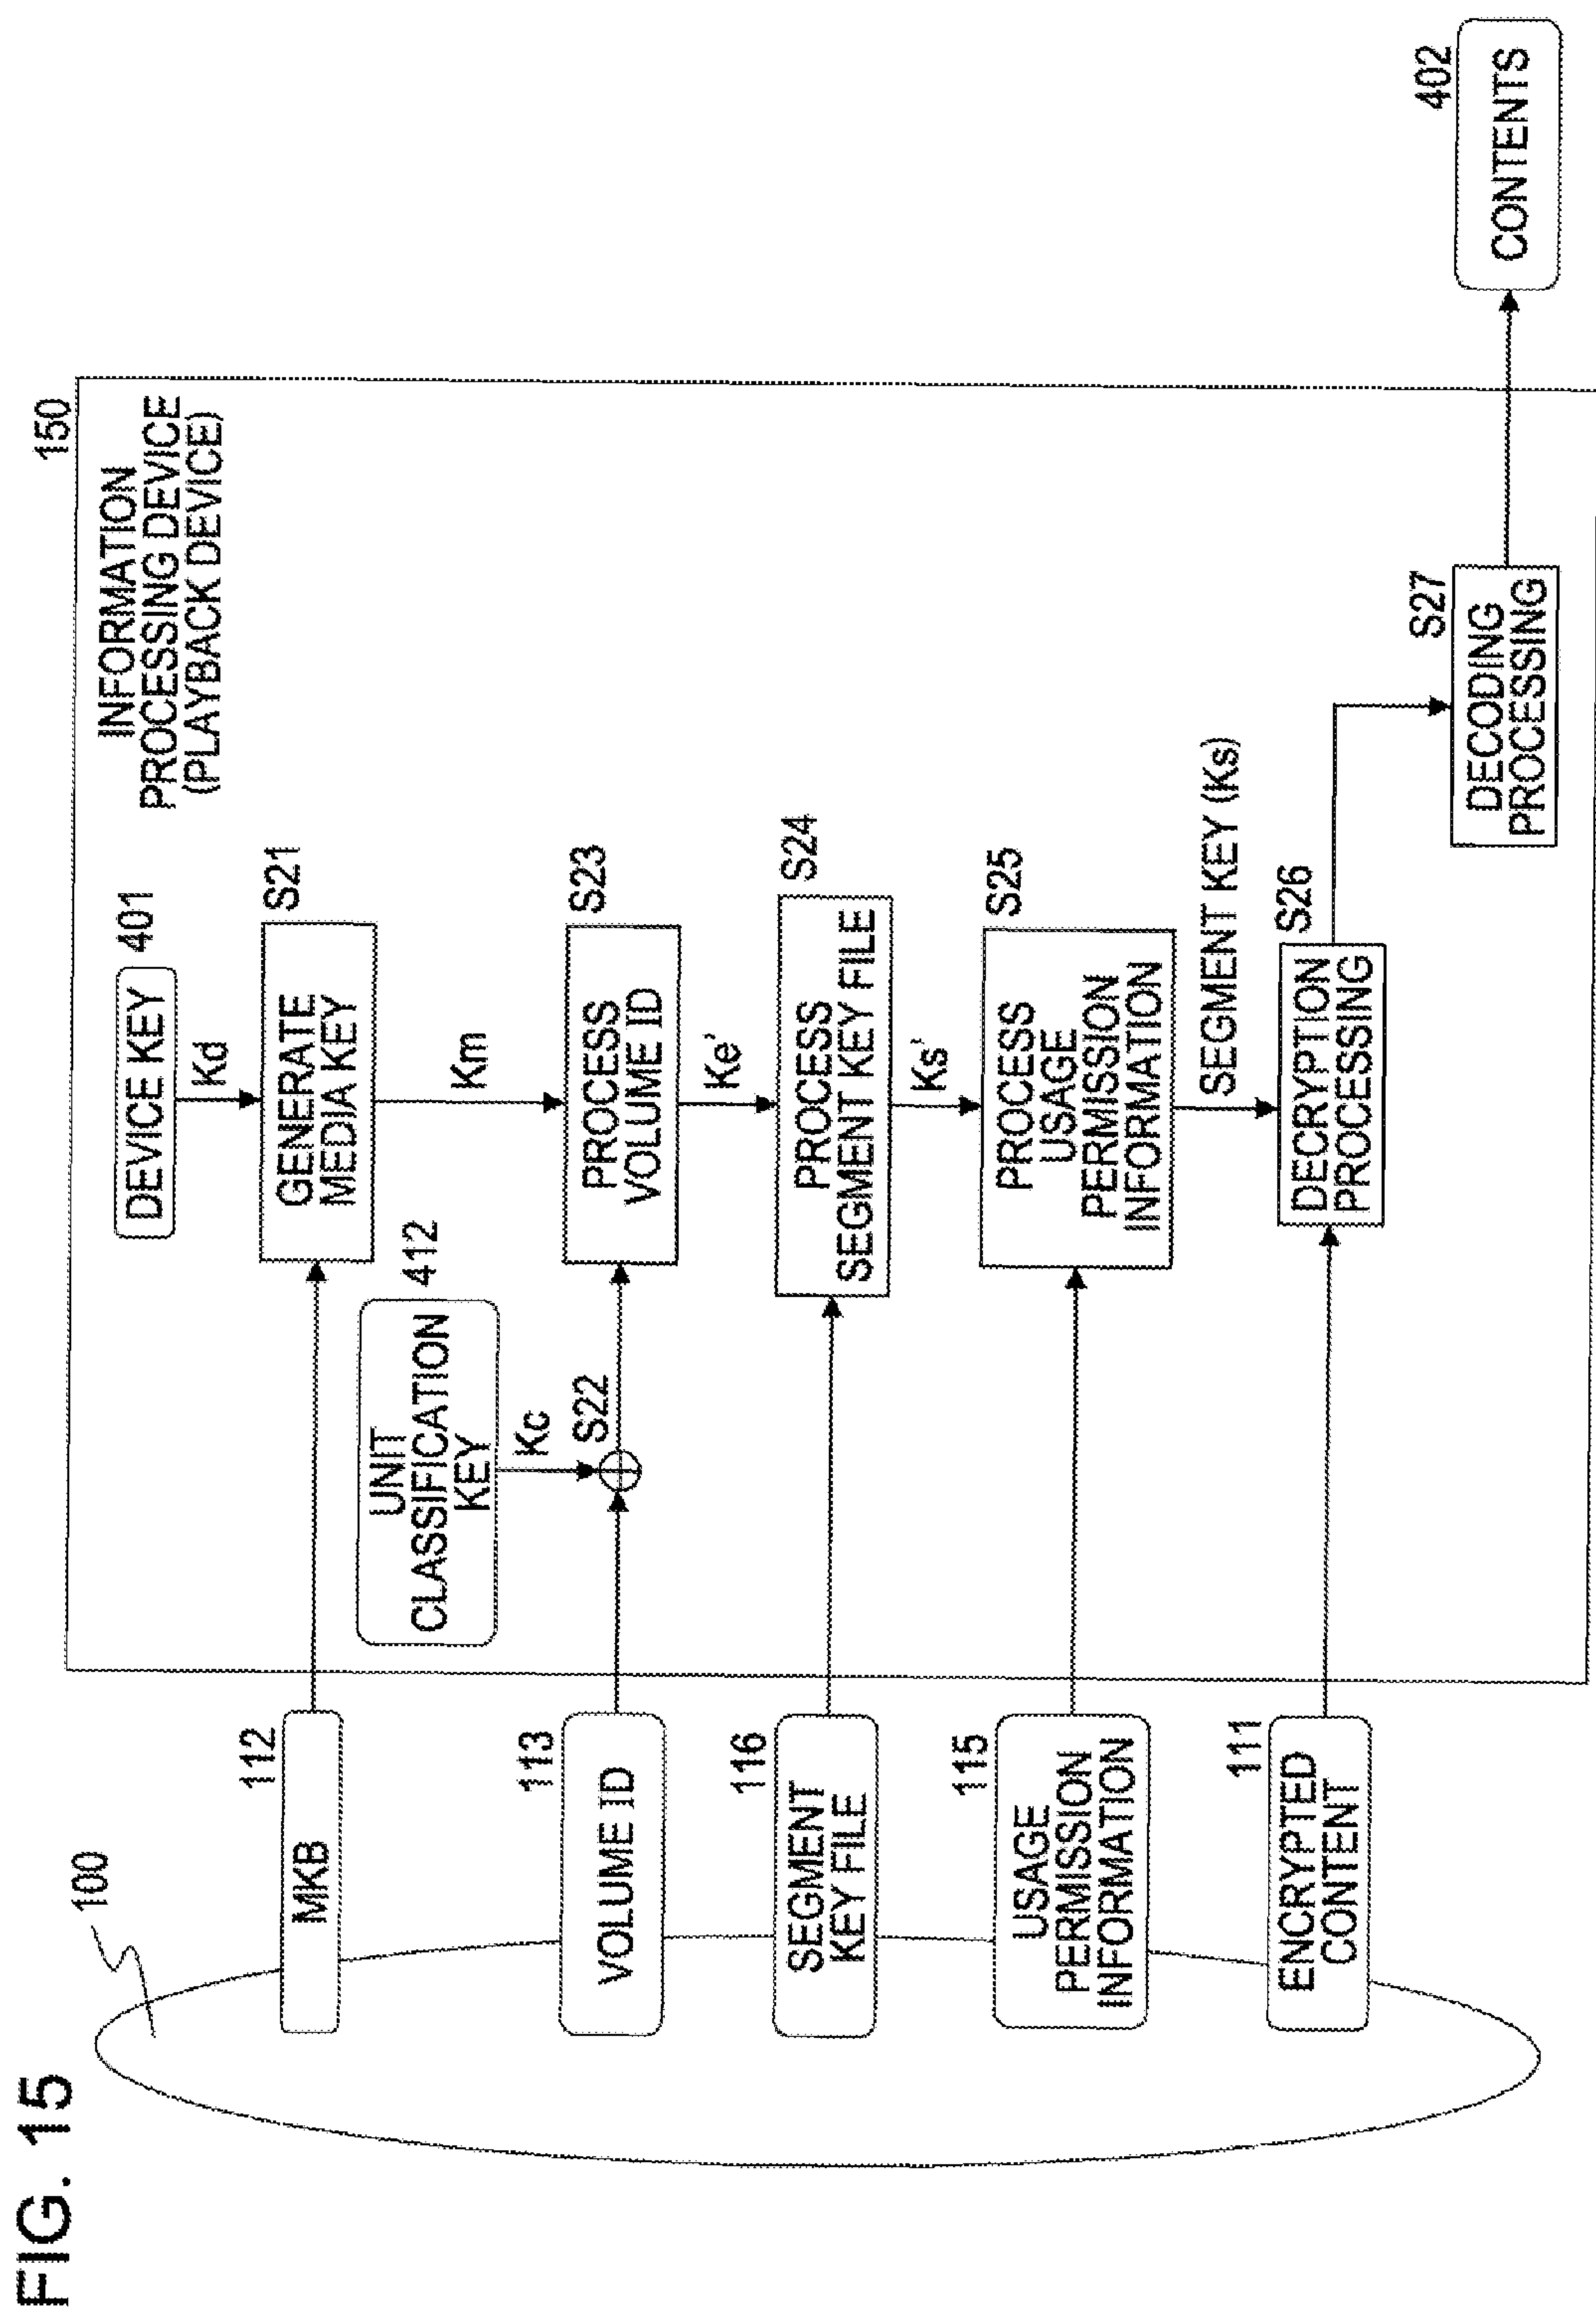 FIG. 15
100
150
INFORMATION
PROCESSING DEVICE
(PLAYBACK DEVICE)
DEVICE KEY
401
Kd
112
MKB
S21
GENERATE
MEDIA KEY
412
UNIT
CLASSIFICATION
KEY
Kc
Km
113
VOLUME ID
S22
S23
PROCESS
VOLUME ID
Ke'
116
SEGMENT
KEY FILE
S24
PROCESS
SEGMENT KEY FILE
Ks'
115
USAGE
PERMISSION
INFORMATION
S25
PROCESS
USAGE
PERMISSION
INFORMATION
SEGMENT KEY (Ks)
111
ENCRYPTED
CONTENT
S26
DECRYPTION
PROCESSING
S27
DECODING
PROCESSING
402
CONTENTS